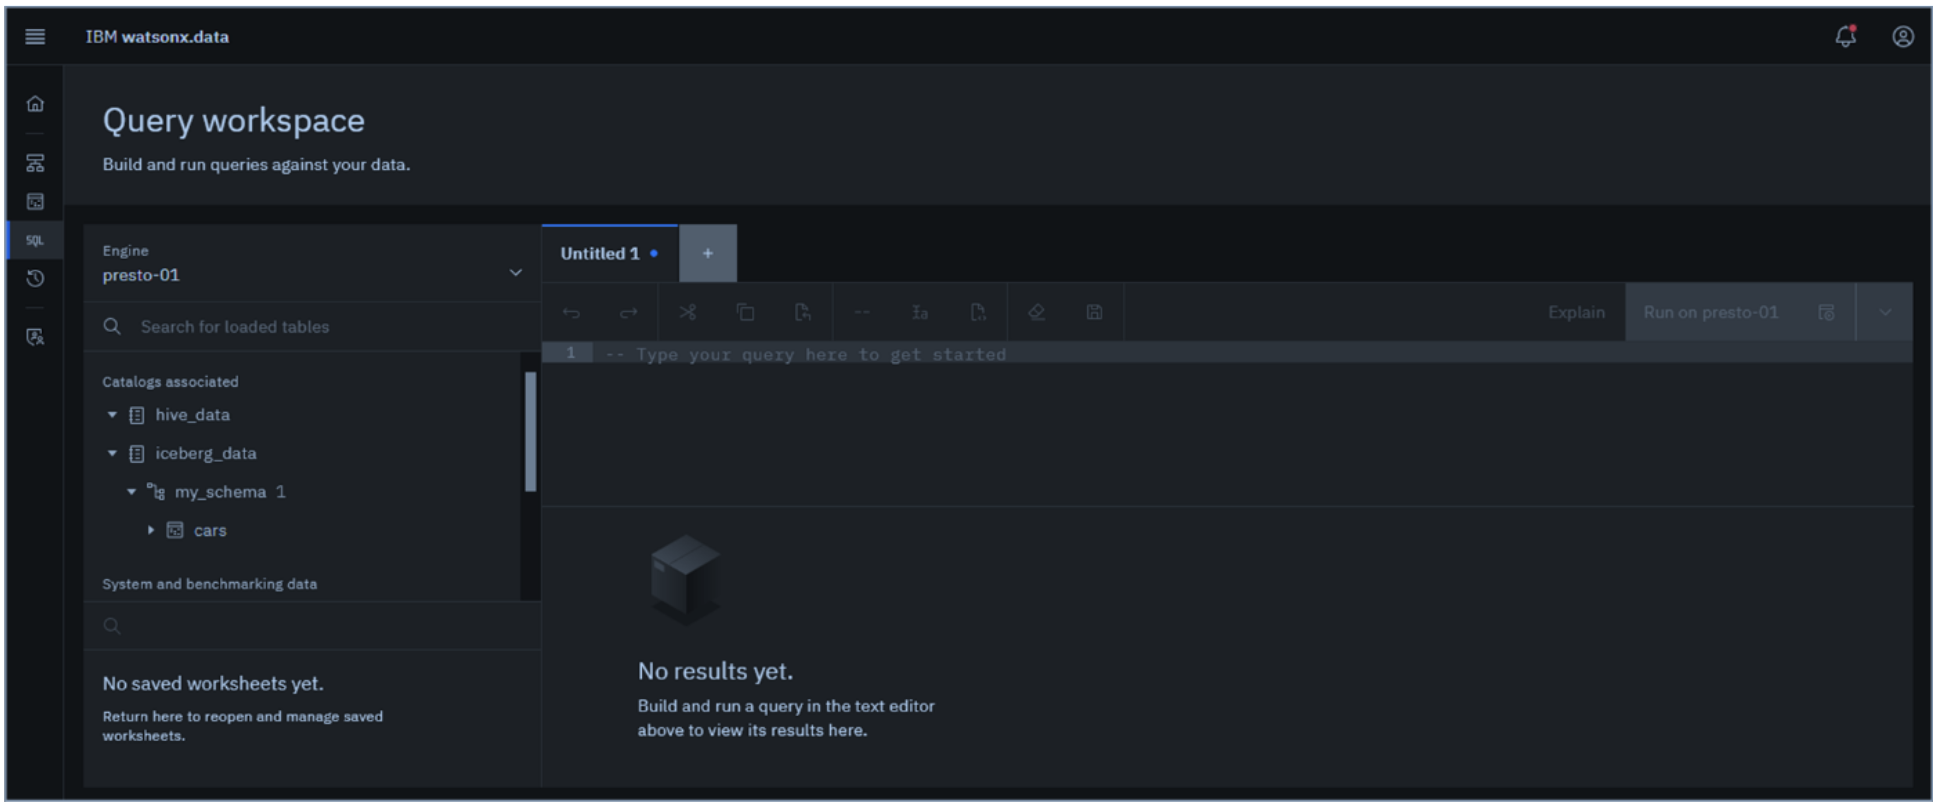 IBM watsonx.data
Query workspace
Build and run queries against your data.
SQL
Engine
presto-01
Search for loaded tables
Catalogs associated
hive_data
iceberg_data
my_schema 1
cars
System and benchmarking data
No saved worksheets yet.
Return here to reopen and manage saved
worksheets.
Untitled 1
+
Explain
Run on presto-01
1 -- Type your query here to get started
No results yet.
Build and run a query in the text editor
above to view its results here.